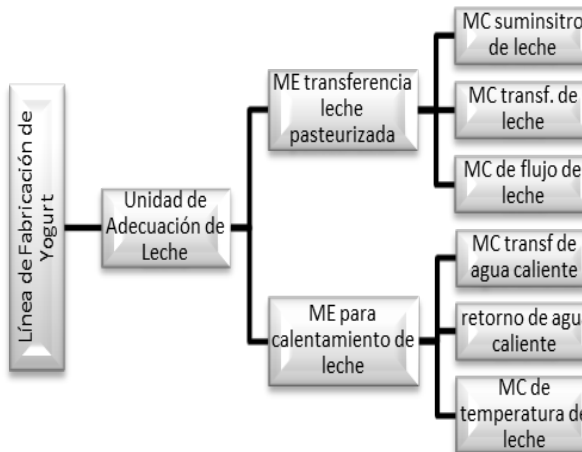 Línea de Fabricación de
Yogurt
Unidad de
Adecuación de
Leche
ME transferencia
leche
pasteurizada
ME para
calentamiento de
leche
MC suminsitro
de leche
MC transf. de
leche
MC de flujo de
leche
MC transf de
agua caliente
retorno de agua
caliente
MC de
temperatura de
leche